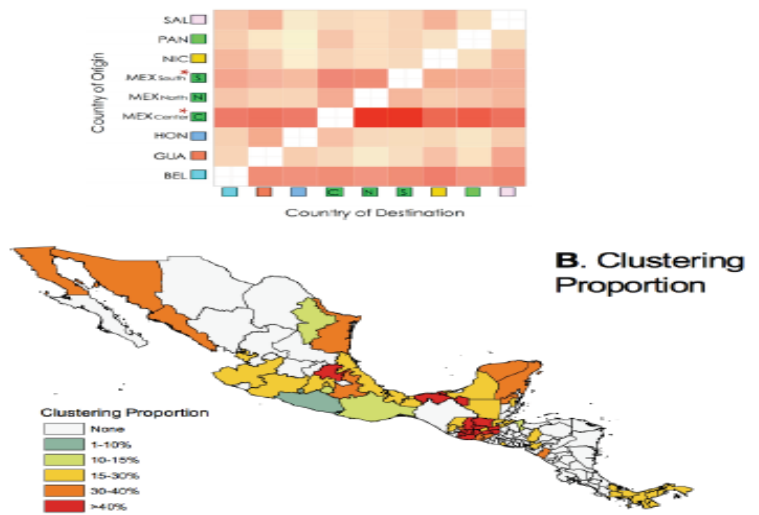 SAL
PAN
NIC
MEX South*
MEX North
MEX Center*
HON
GUA
BEL
Country of Origin
S
N
C
C N S
Country of Destination
B. Clustering
Proportion
Clustering Proportion
None
1-10%
10-15%
15-30%
30-40%
>40%